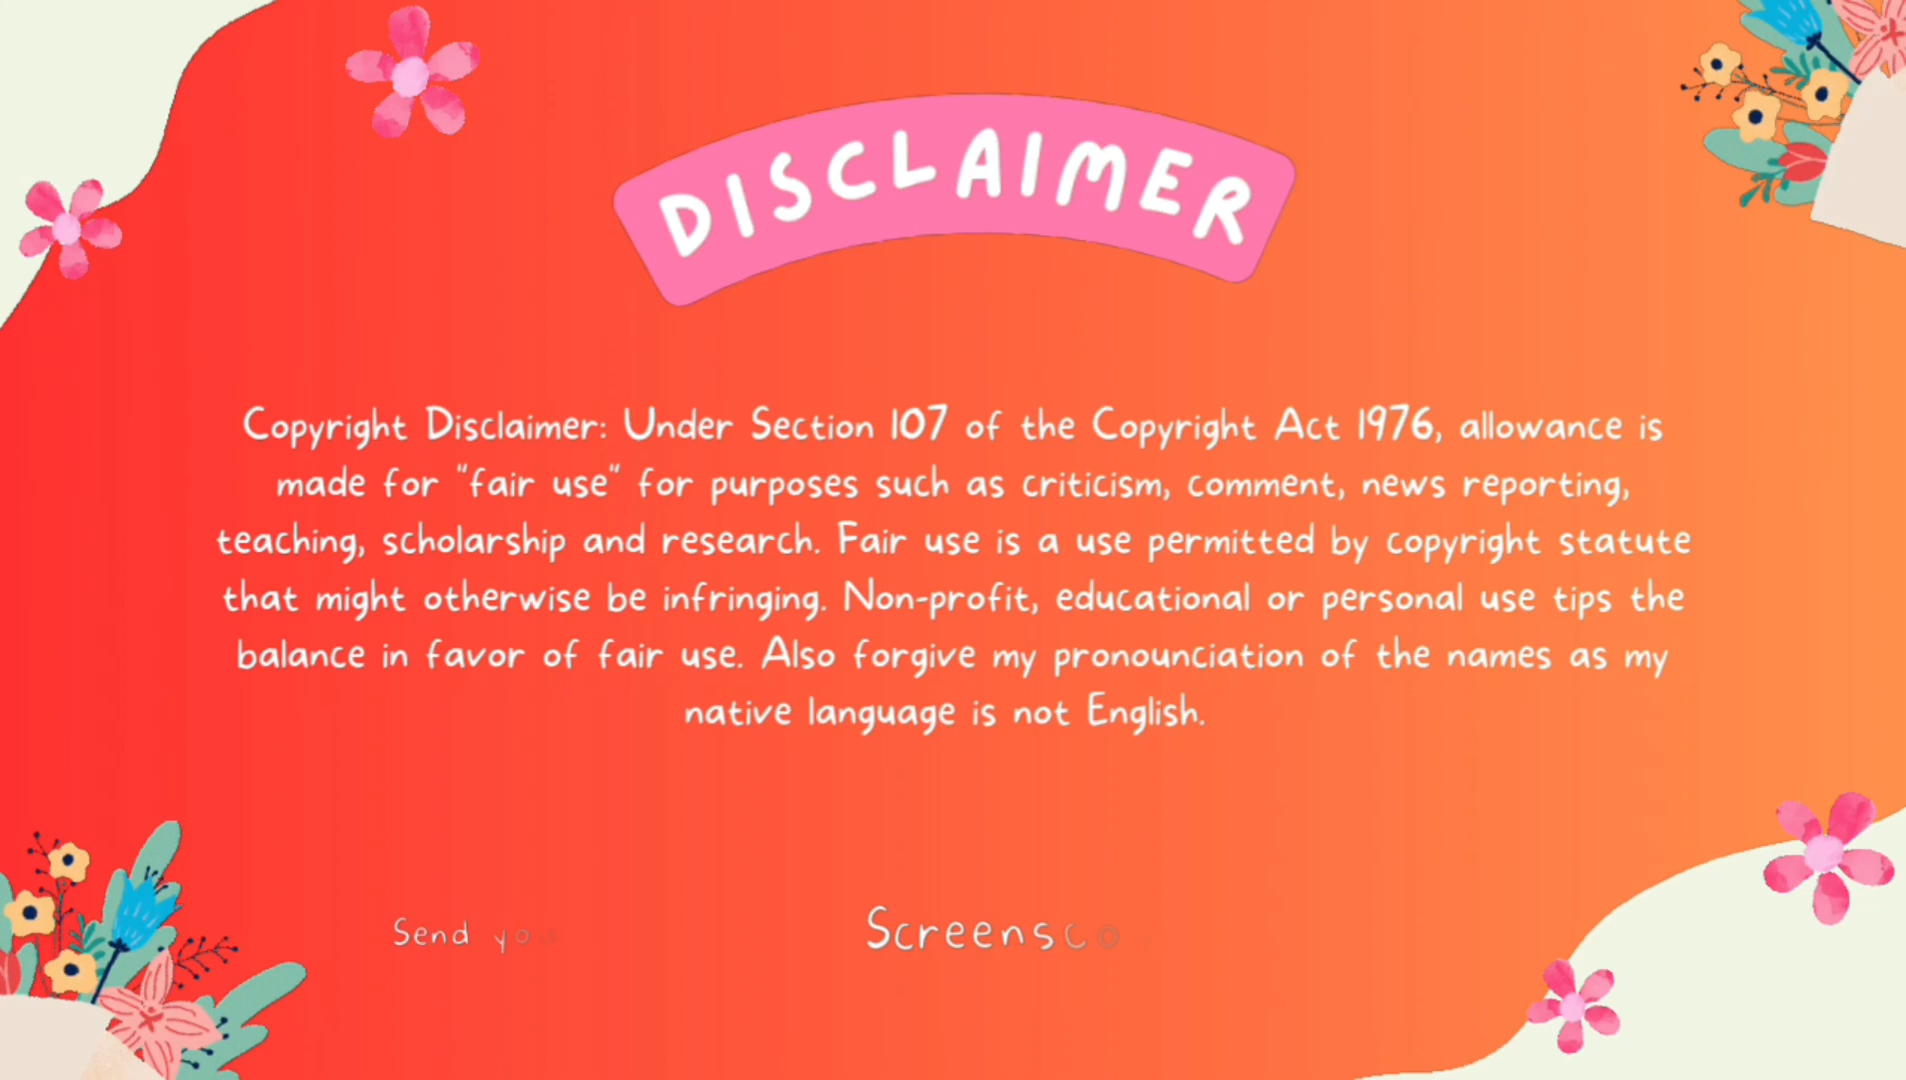 DISCLAIMER
Copyright Disclaimer: Under Section 107 of the Copyright Act 1976, allowance is
made for "fair use" for purposes such as criticism, comment, news reporting,
teaching, scholarship and research. Fair use is a use permitted by copyright statute
that might otherwise be infringing. Non-profit, educational or personal use tips the
balance in favor of fair use. Also forgive my pronounciation of the names as my
native language is not English.
Send yo
Screensco